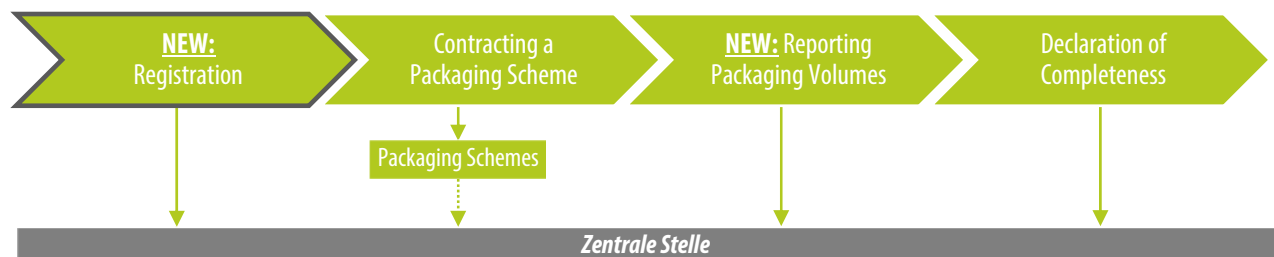 NEW:
Registration
Contracting a
Packaging Scheme
NEW: Reporting
Packaging Volumes
Declaration of
Completeness
Packaging Schemes
Zentrale Stelle